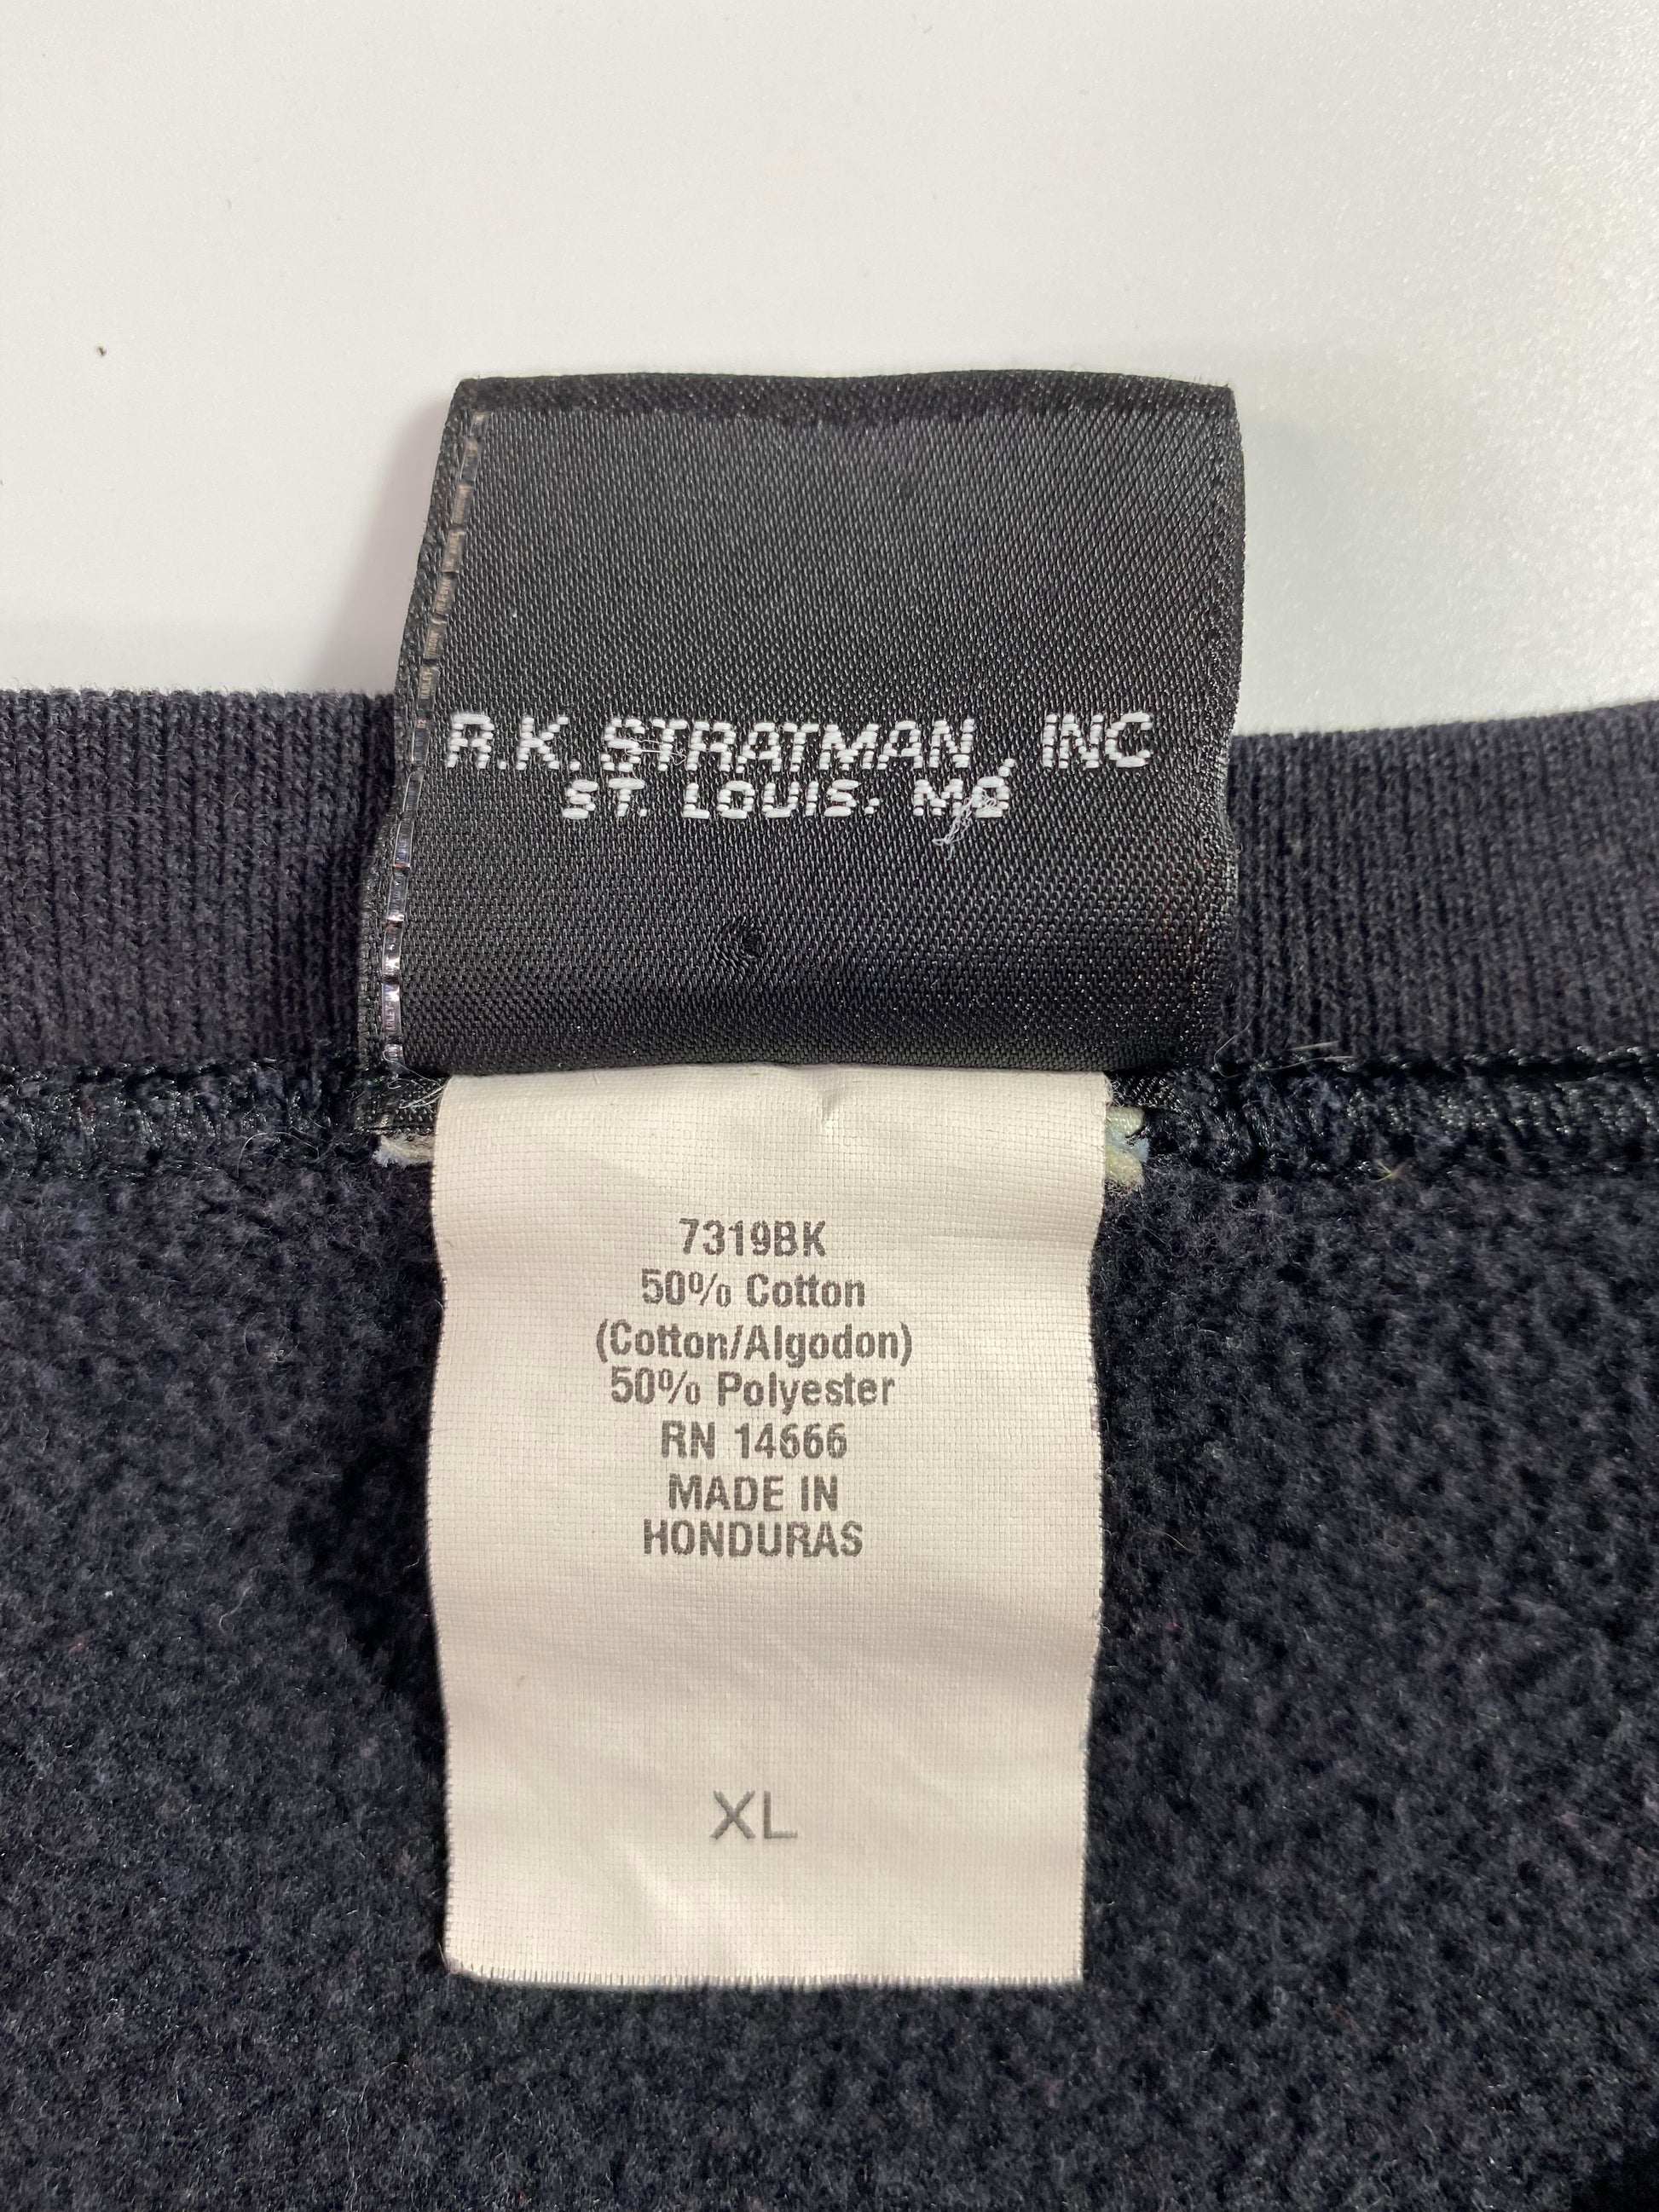 R.K. STRATMAN, INC
ST. LOUIS, MO.
7319BK
50% Cotton
(Cotton/Algodon)
50% Polyester
RN 14666
MADE IN
HONDURAS
XL